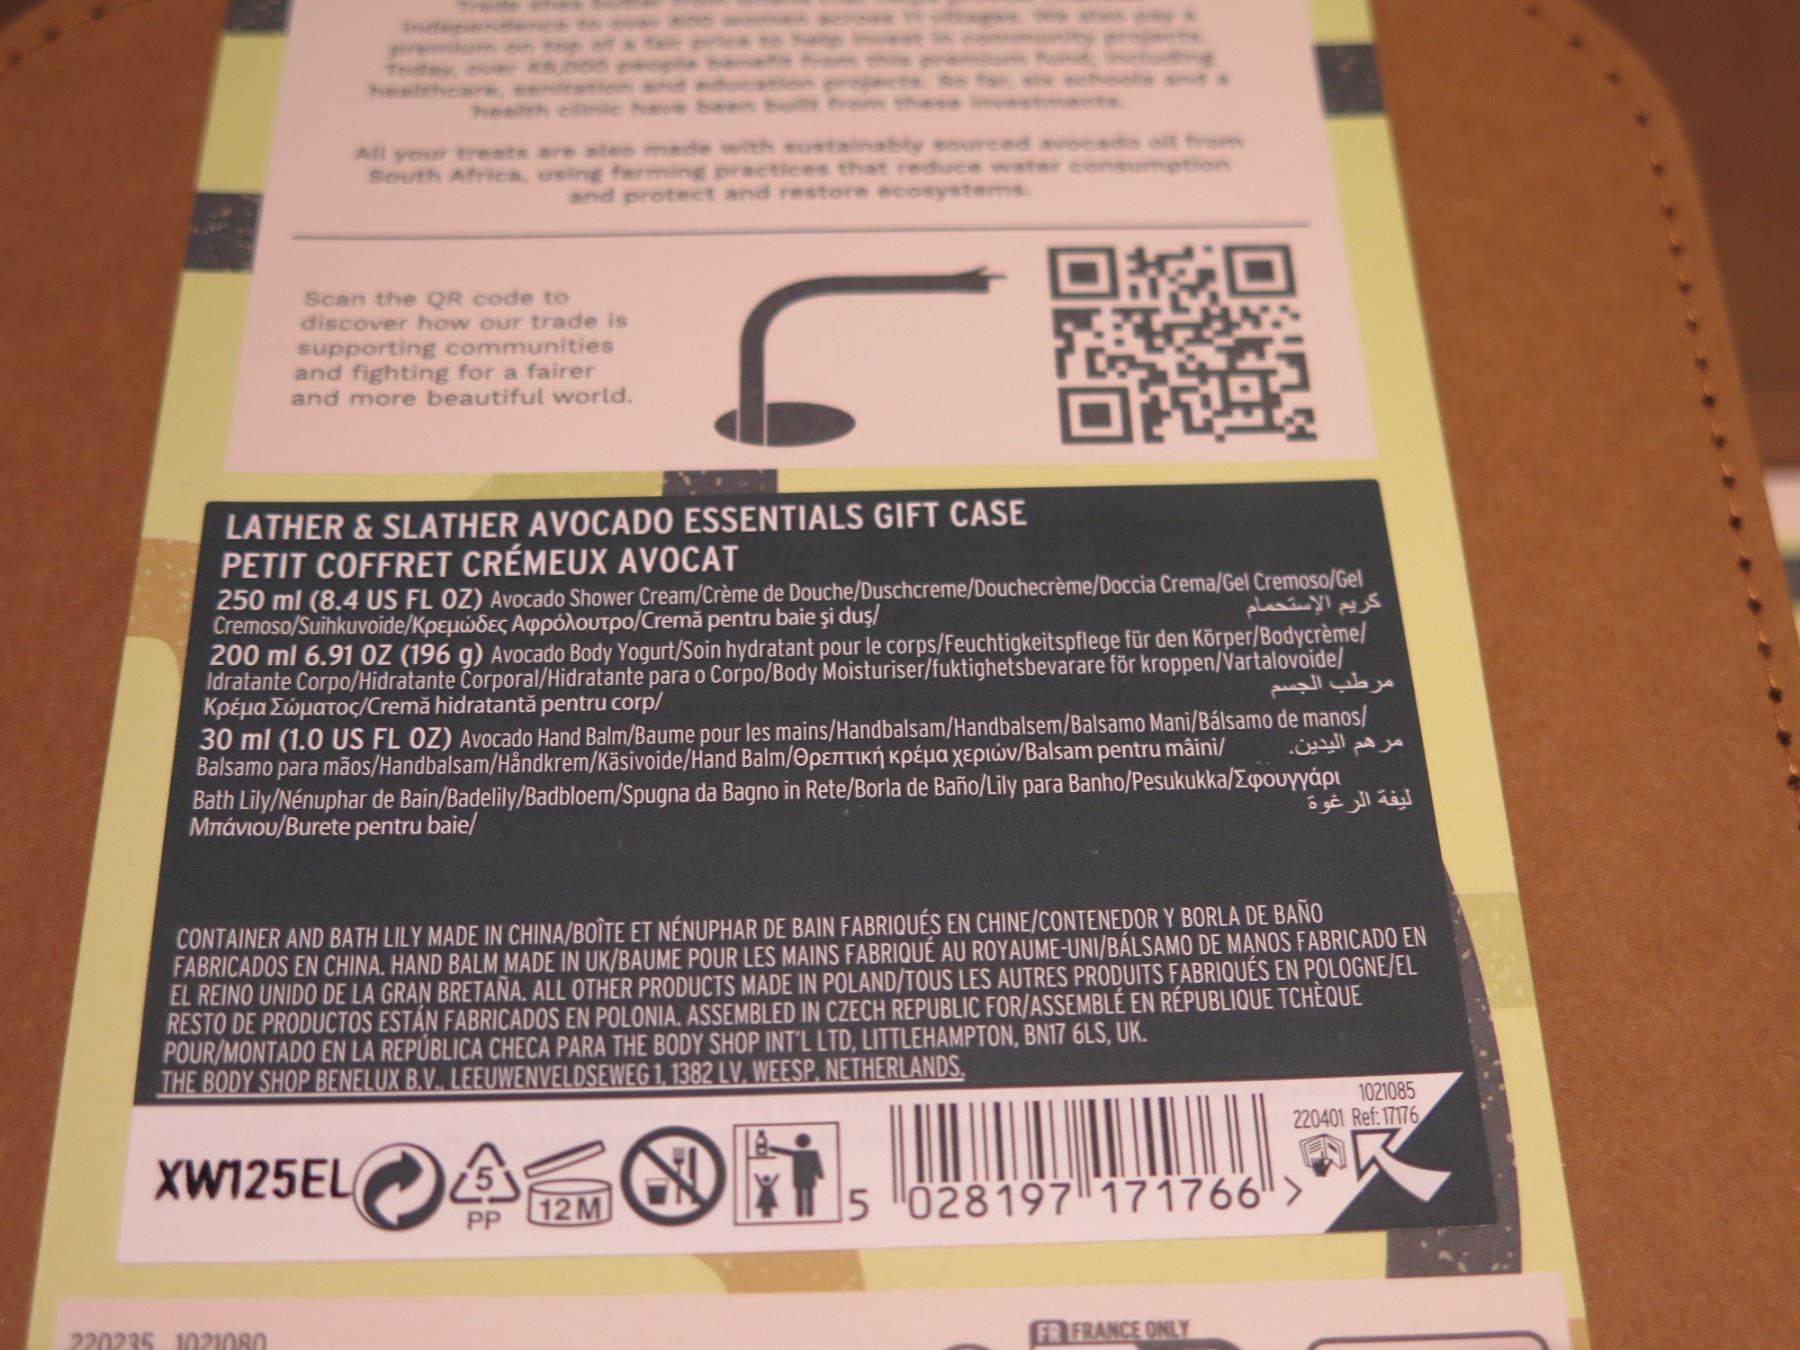 Trade shea butter from Ghana that helps provide
independence to over 600 women across 11 villages. We also pay a
premium on top of a fair price to help invest in community projects.
Today, over 49,000 people benefit from this premium fund, including
healthcare, sanitation and education projects. So far, six schools and a
health clinic have been built from these investments.
All your treats are also made with sustainably sourced avocado oil from
South Africa, using farming practices that reduce water consumption
and protect and restore ecosystems.
Scan the QR code to
discover how our trade is
supporting communities
and fighting for a fairer
and more beautiful world.
LATHER & SLATHER AVOCADO ESSENTIALS GIFT CASE
PETIT COFFRET CRÉMEUX AVOCAT
250 ml (8.4 US FL OZ) Avocado Shower Cream/Crème de Douche/Duschcreme/Douchecrème/Doccia Crema/Gel Cremoso/Gel
Cremoso/Suihkuvoide/Κρεμώδες Αφρόλουτρο/Cremă pentru baie și duș/ كريم الإستحمام
200 ml 6.91 OZ (196 g) Avocado Body Yogurt/Soin hydratant pour le corps/Feuchtigkeitspflege für den Körper/Bodycrème/
Idratante Corpo/Hidratante Corporal/Hidratante para o Corpo/Body Moisturiser/fuktighetsbevarare för kroppen/Vartalovoide/
Κρέμα Σώματος/Cremă hidratantă pentru corp/ مرطب الجسم
30 ml (1.0 US FL OZ) Avocado Hand Balm/Baume pour les mains/Handbalsam/Handbalsem/Balsamo Mani/Bálsamo de manos/
Balsamo para mãos/Handbalsam/Håndkrem/Käsivoide/Hand Balm/Θρεπτική κρέμα χεριών/Balsam pentru mâini/ مرهم اليدين.
Bath Lily/Nénuphar de Bain/Badelily/Badbloem/Spugna da Bagno in Rete/Borla de Baño/Lily para Banho/Pesukukka/Σφουγγάρι
Μπάνιου/Burete pentru baie/ ليفة الرغوة
CONTAINER AND BATH LILY MADE IN CHINA/BOÎTE ET NÉNUPHAR DE BAIN FABRIQUÉS EN CHINE/CONTENEDOR Y BORLA DE BAÑO
FABRICADOS EN CHINA. HAND BALM MADE IN UK/BAUME POUR LES MAINS FABRIQUÉ AU ROYAUME-UNI/BÁLSAMO DE MANOS FABRICADO EN
EL REINO UNIDO DE LA GRAN BRETAÑA. ALL OTHER PRODUCTS MADE IN POLAND/TOUS LES AUTRES PRODUITS FABRIQUÉS EN POLOGNE/EL
RESTO DE PRODUCTOS ESTÁN FABRICADOS EN POLONIA. ASSEMBLED IN CZECH REPUBLIC FOR/ASSEMBLÉ EN RÉPUBLIQUE TCHÈQUE
POUR/MONTADO EN LA REPÚBLICA CHECA PARA THE BODY SHOP INT'L LTD, LITTLEHAMPTON, BN17 6LS, UK.
THE BODY SHOP BENELUX B.V., LEEUWENVELDSEWEG 1, 1382 LV, WEESP, NETHERLANDS.
1021085
220401 Ref: 17176
XW125EL
5
PP
12M
5 028197 171766 >
220235 1021080
FR FRANCE ONLY